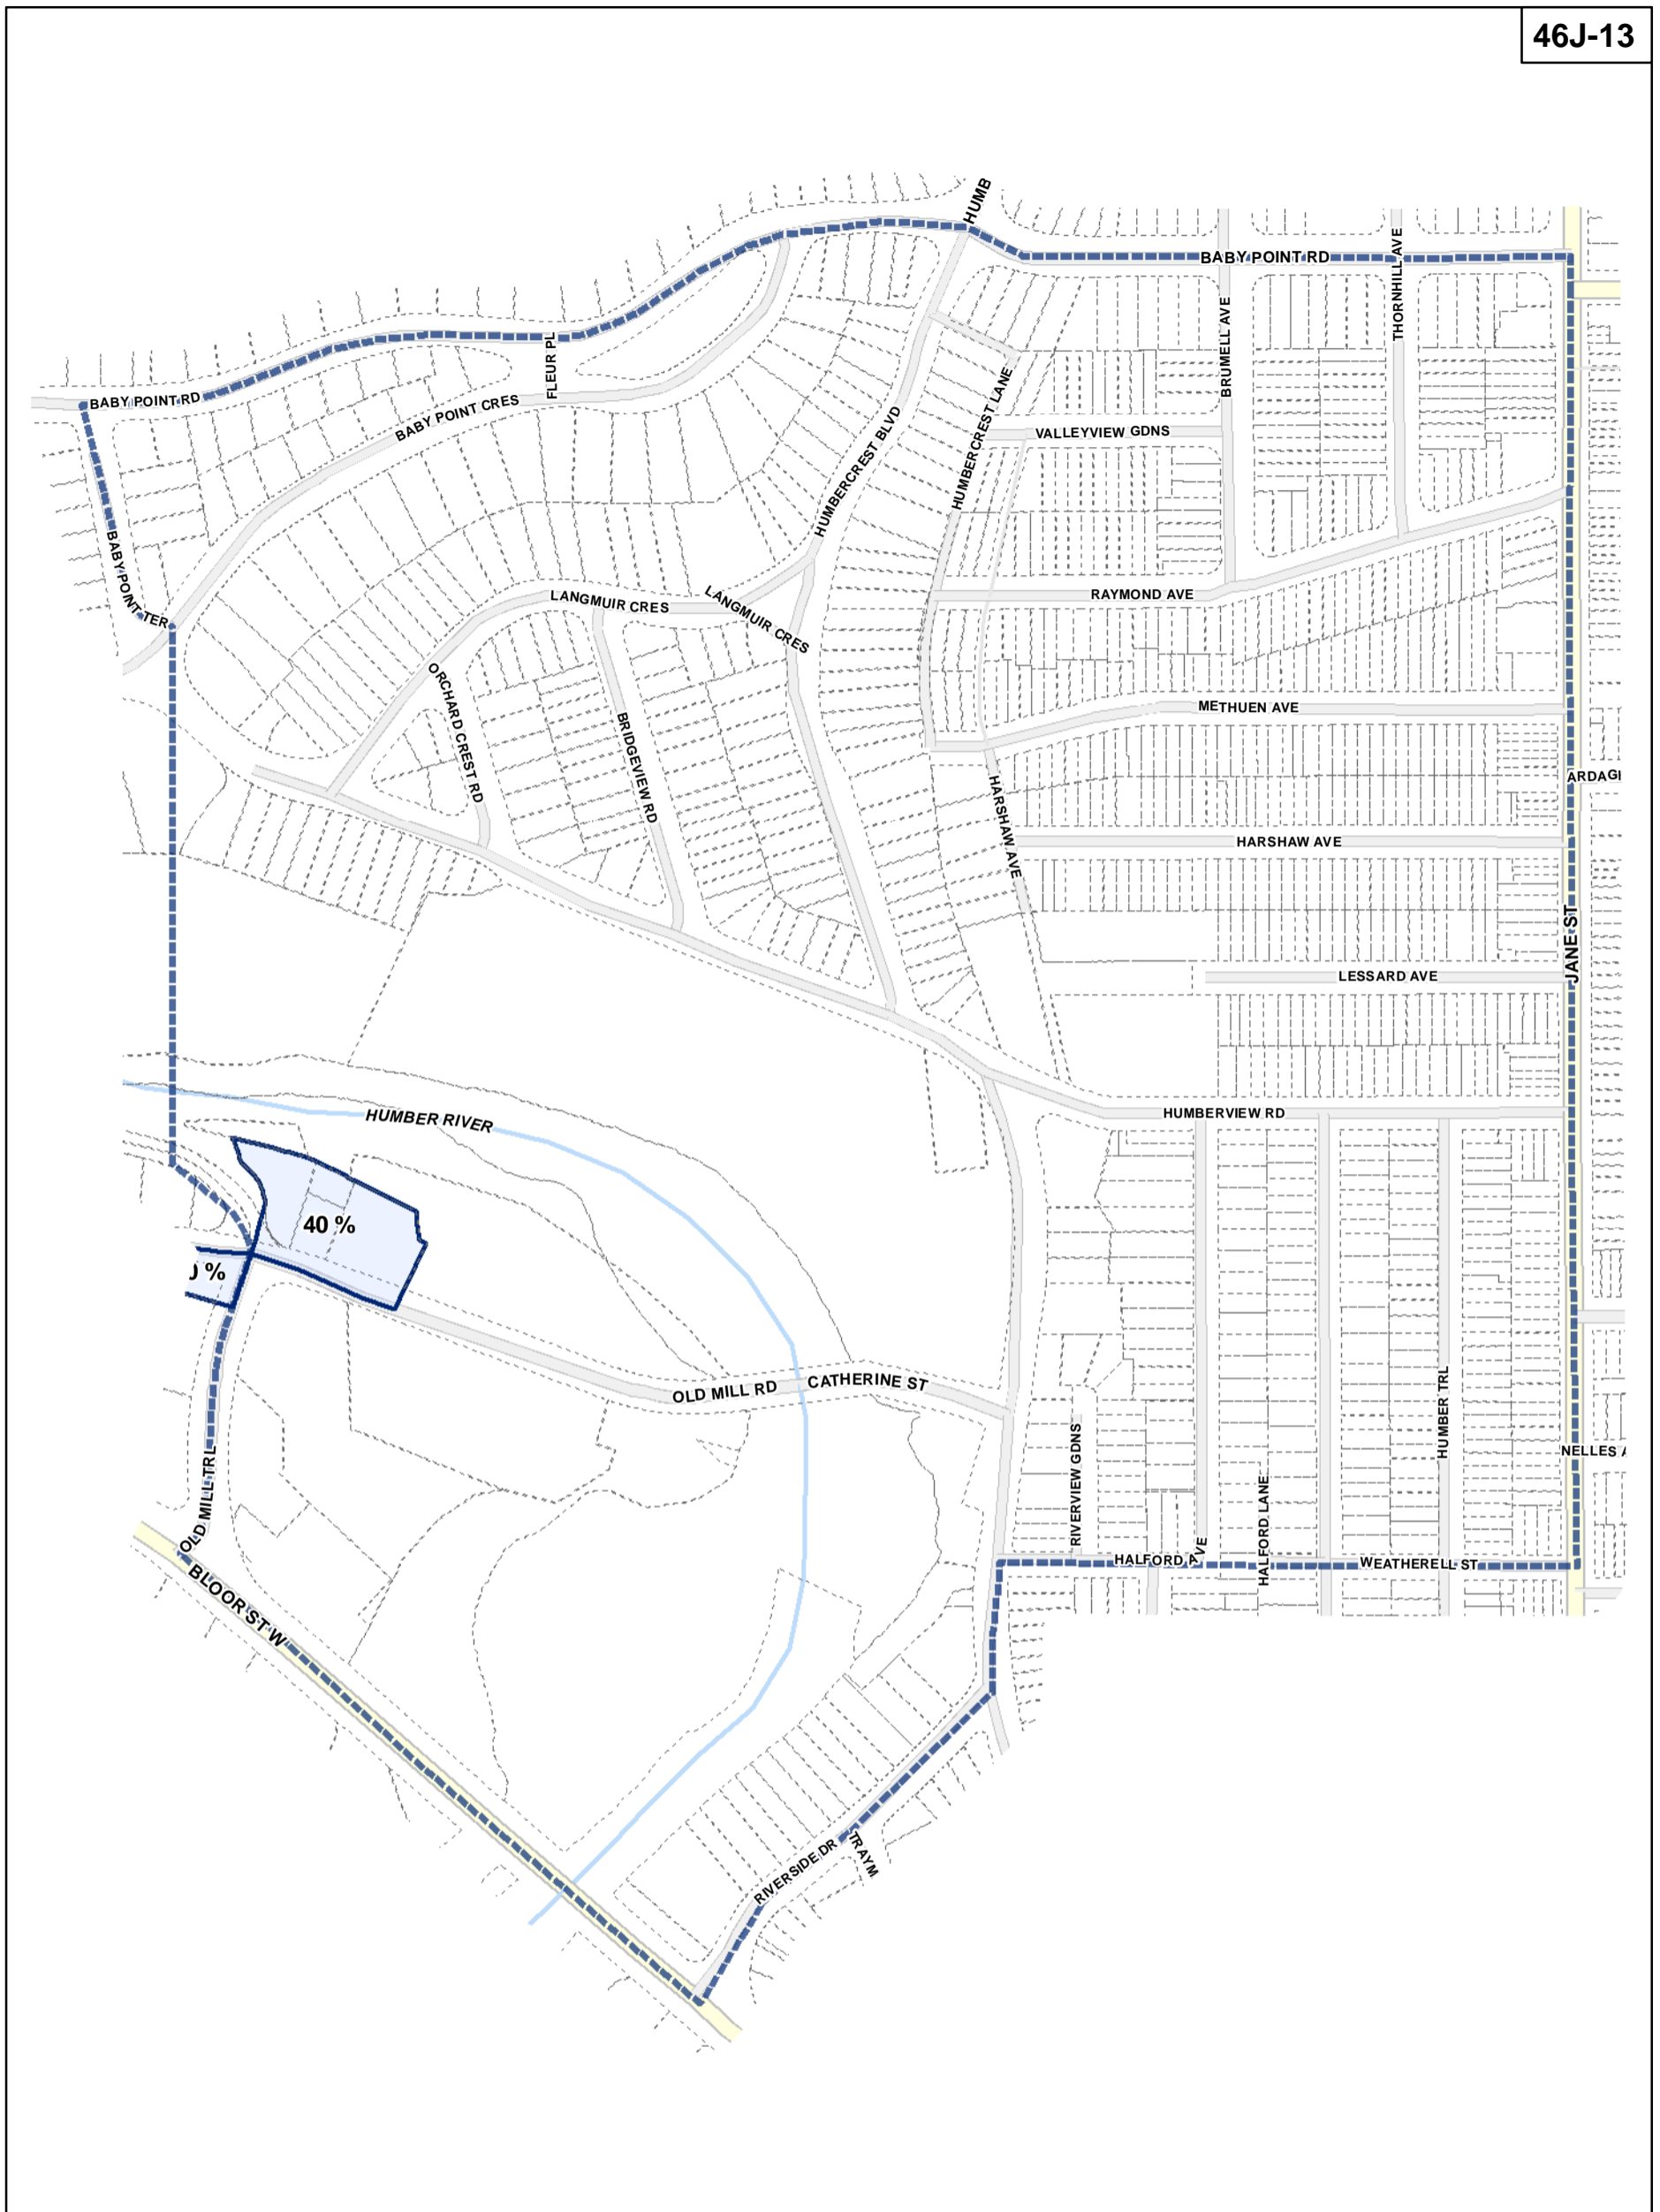 46J-13
HUMB
BABY POINT RD
THORNHILL AVE
BRUMELL AVE
FLEUR PL
BABY POINT RD
BABY POINT CRES
HUMBERCREST BLVD
HUMBERCREST LANE
VALLEYVIEW GDNS
BABY POINT TER
LANGMUIR CRES
LANGMUIR CRES
RAYMOND AVE
ORCHARD CREST RD
BRIDGEVIEW RD
METHUEN AVE
ARDAGI
HARSHAW AVE
HARSHAW AVE
JANE ST
LESSARD AVE
HUMBER RIVER
HUMBERVIEW RD
40 %
%
OLD MILL RD
CATHERINE ST
HUMBER TRL
RIVERVIEW GDNS
NELLES A
OLD MILL TRL
HALFORD LANE
HALFORD AVE
WEATHERELL ST
BLOOR ST W
RIVERSIDE DR
TRAYM